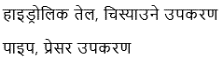 हाइड्रोलिक तेल, चिस्याउने उपकरण
पाइप, प्रेसर उपकरण